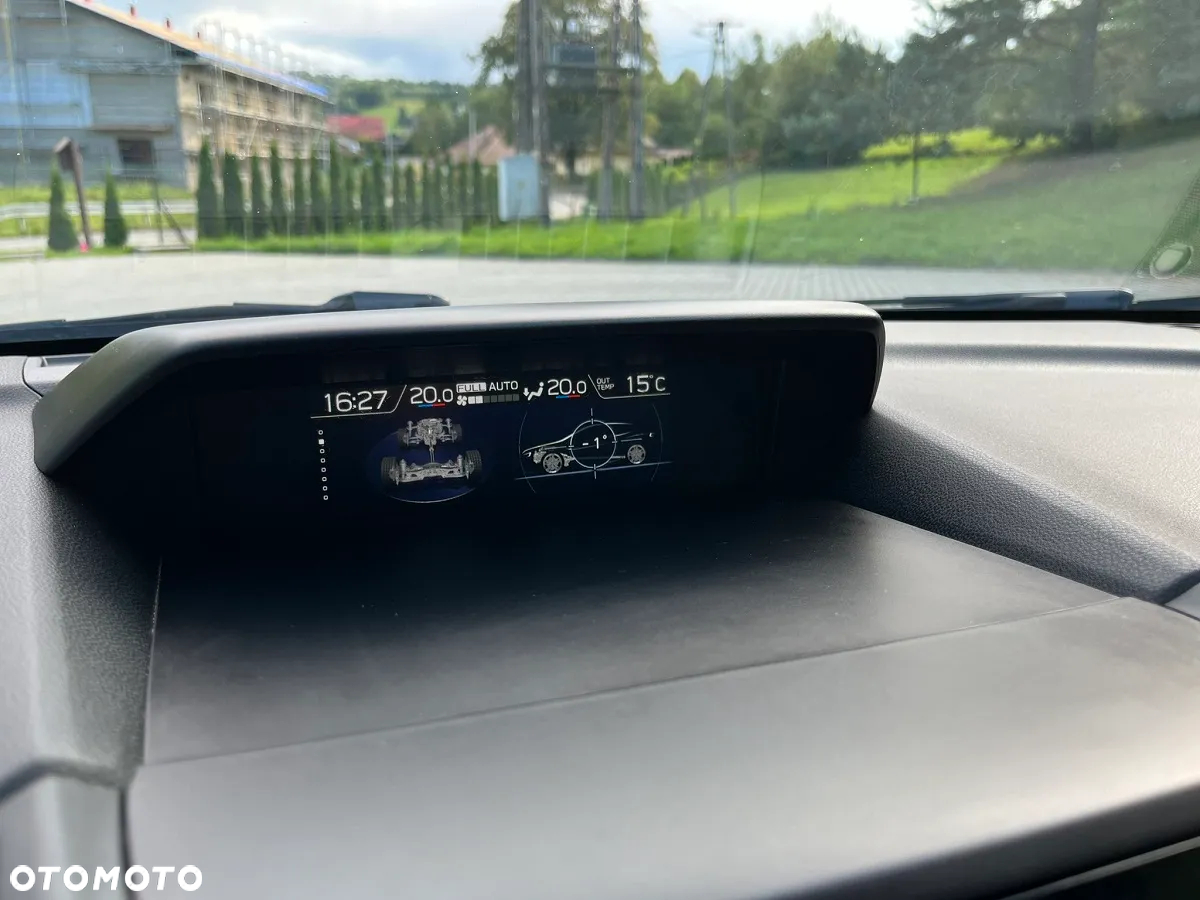 16:27 20.0 FULL AUTO 20.0 OUT TEMP 15°C
-1°
OTOMOTO